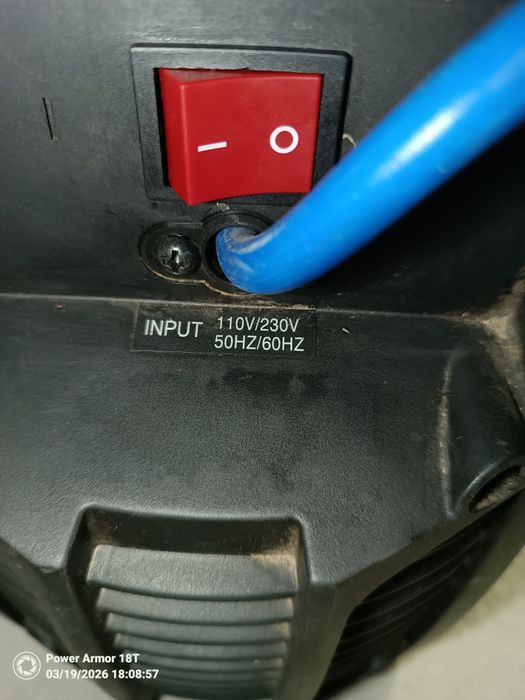 I O
INPUT 110V/230V
50HZ/60HZ
Power Armor 18T
03/19/2026 18:08:57